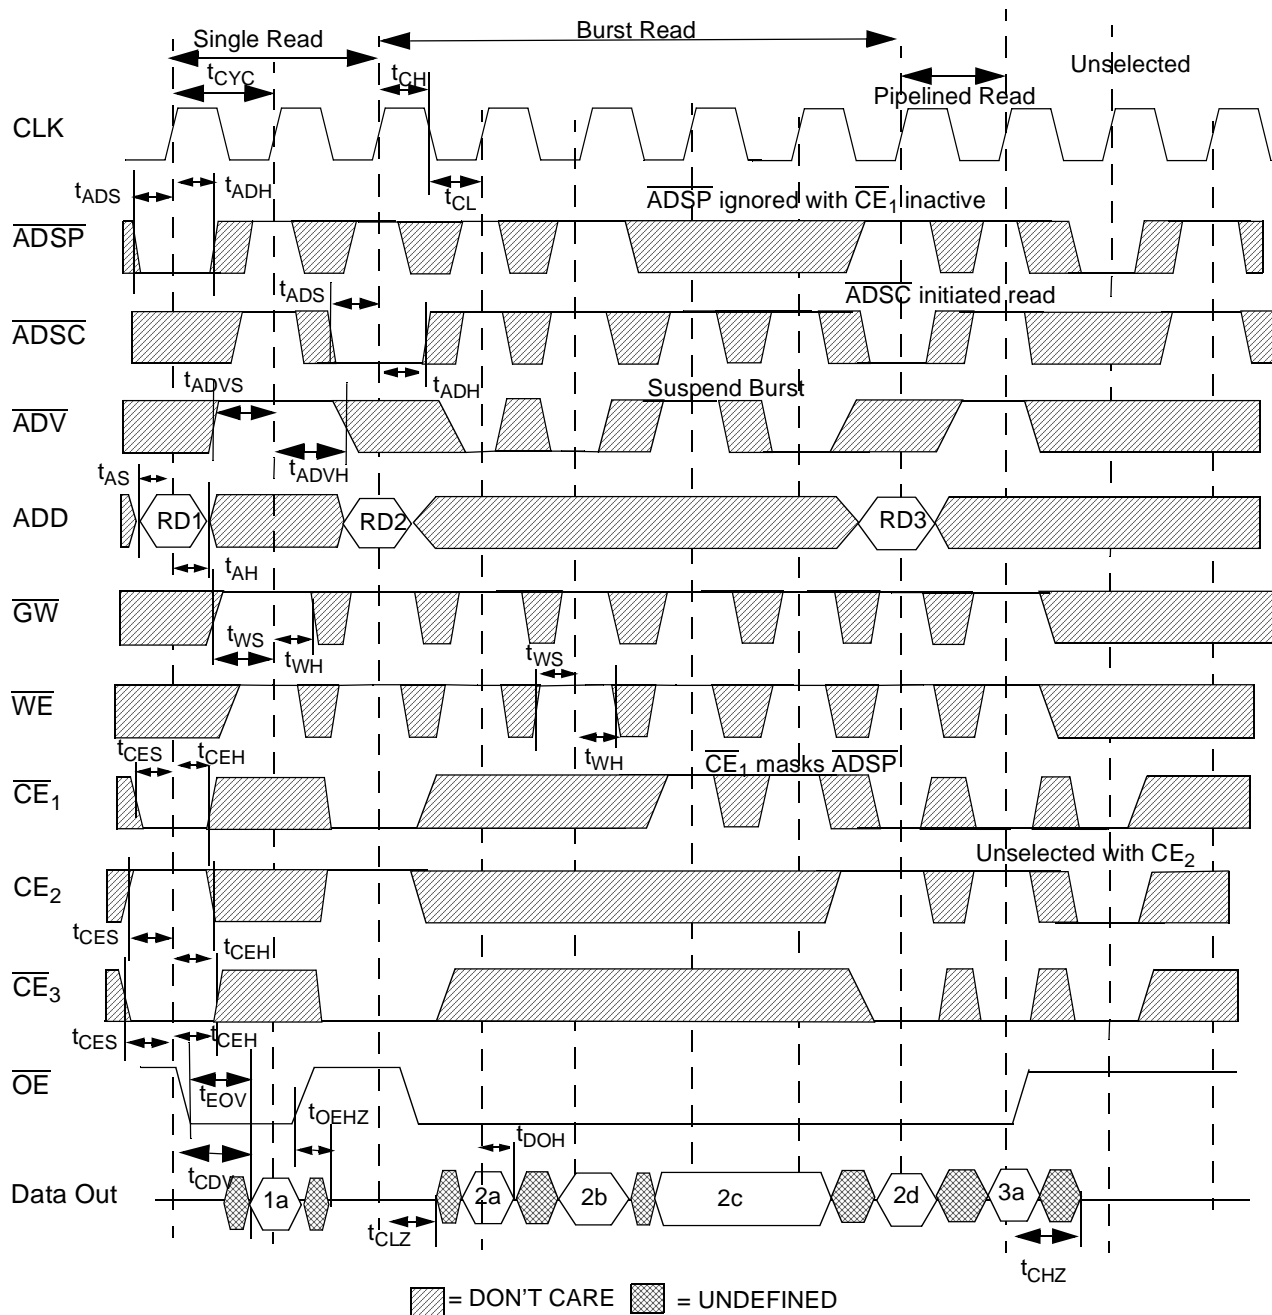 Single Read
Burst Read
Unselected
tCYC
tCH
Pipelined Read
CLK
tADS
tADH
tCL
ADSP ignored with CE1 inactive
ADSP
tADS
ADSC initiated read
ADSC
tADVS
tADH
Suspend Burst
ADV
tADVH
tAS
ADD
RD1
RD2
RD3
tAH
GW
tWS
tWH
tWS
WE
tCES
tCEH
tWH
CE1 masks ADSP
CE1
Unselected with CE2
CE2
tCES
tCEH
CE3
tCES
tCEH
OE
tEOV
tOEHZ
tDOH
tCDV
Data Out
1a
2a
2b
2c
2d
3a
tCLZ
tCHZ
= DON'T CARE
= UNDEFINED